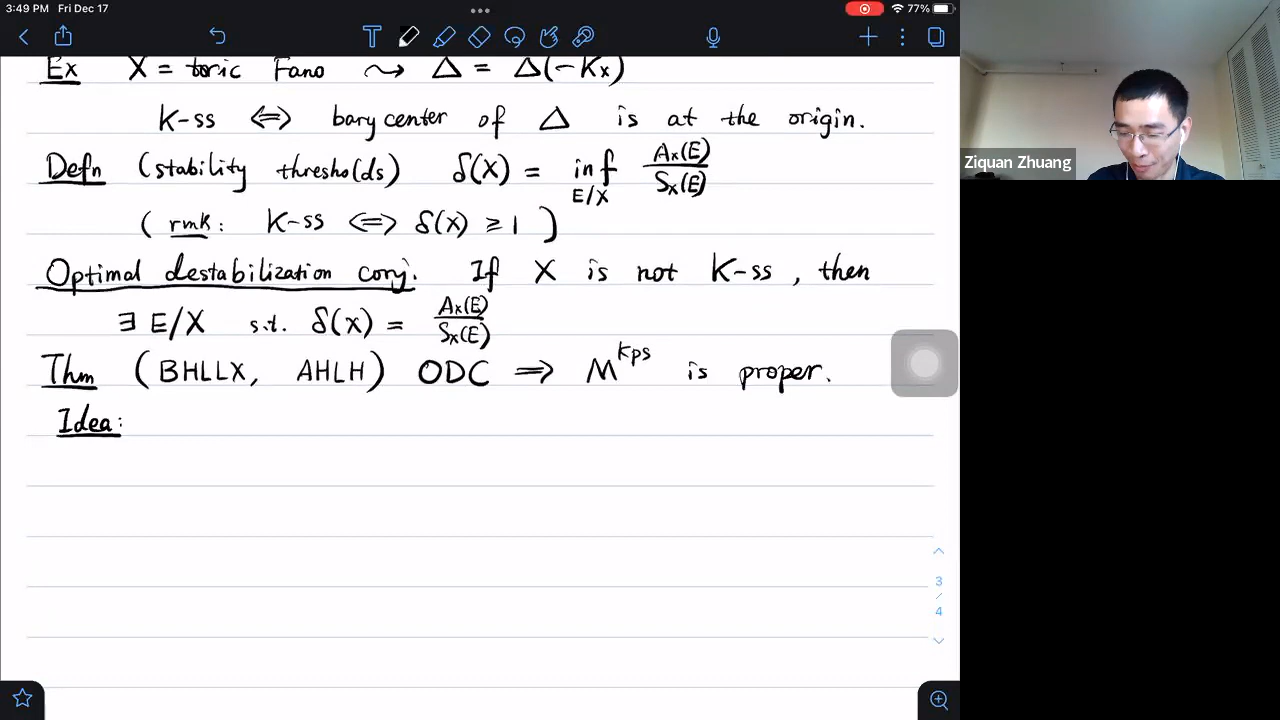 3:49 PM Fri Dec 17
77%
Ex X = toric Fano ⇝ Δ = Δ(-Kx)
K-ss ⟺ barycenter of Δ is at the origin.
Defn (stability thresholds) δ(X) = inf E/X Ax(E)/Sx(E)
(rmk: K-ss ⟺ δ(X) ≥ 1)
Optimal destabilization conj. If X is not K-ss, then
∃ E/X s.t. δ(X) = Ax(E)/Sx(E)
Thm (BHLLX, AHLH) ODC ⟹ M^Kps is proper.
Idea:
3
/
4
Ziquan Zhuang